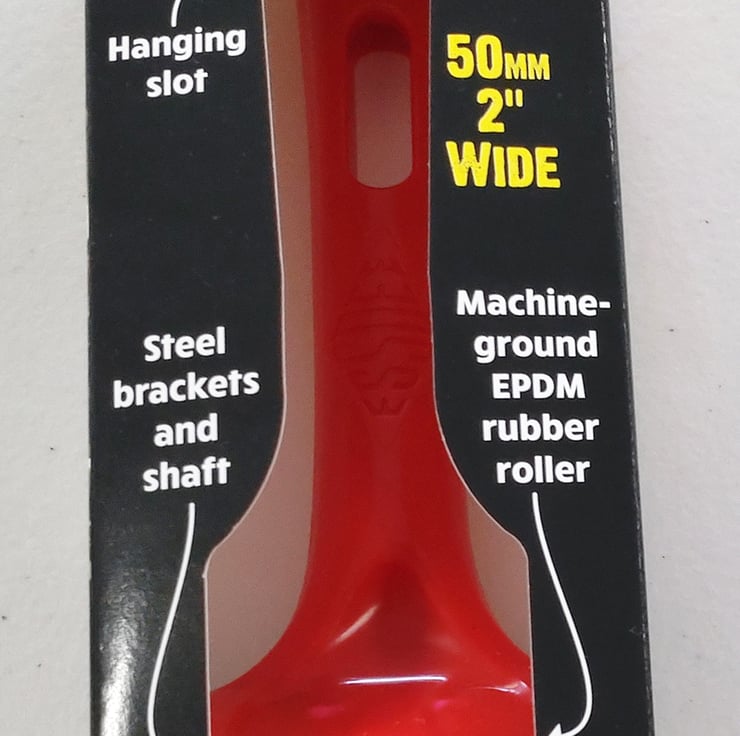 Hanging
slot
50MM
2"
WIDE
Steel
brackets
and
shaft
Machine-
ground
EPDM
rubber
roller